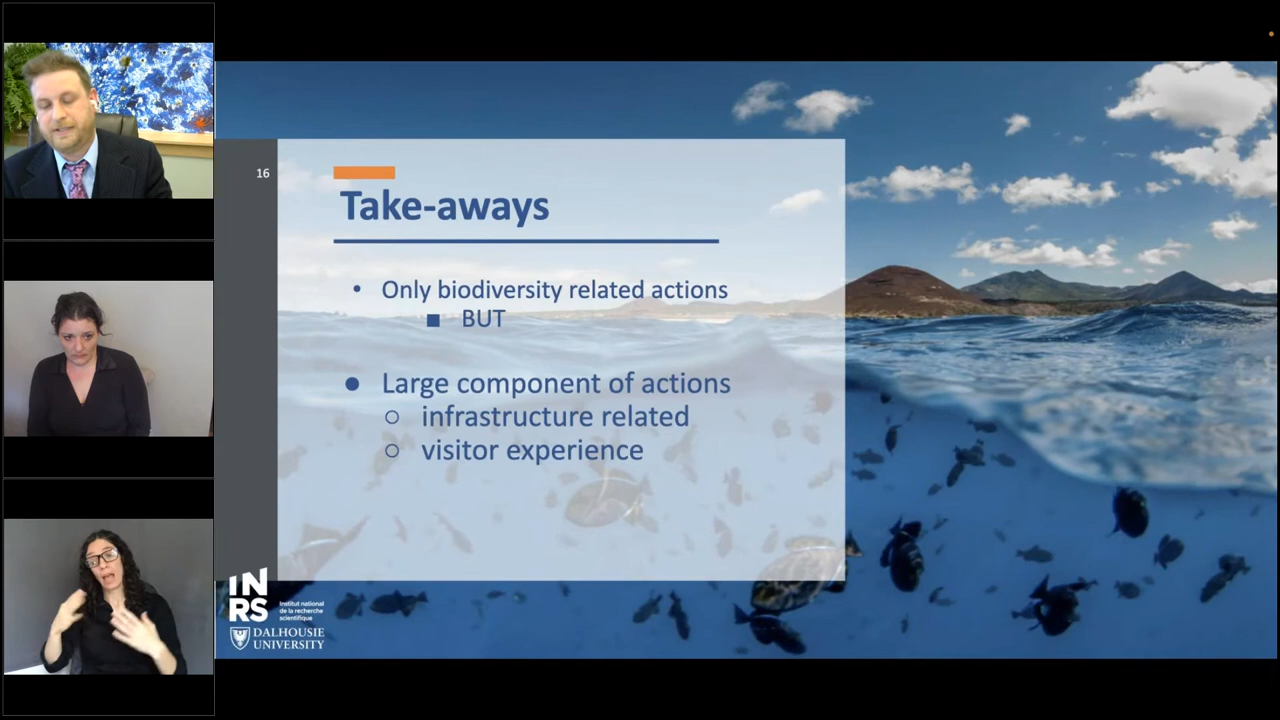 16
Take-aways
• Only biodiversity related actions
■ BUT
● Large component of actions
○ infrastructure related
○ visitor experience
INRS
Institut national
de la recherche
scientifique
DALHOUSIE
UNIVERSITY